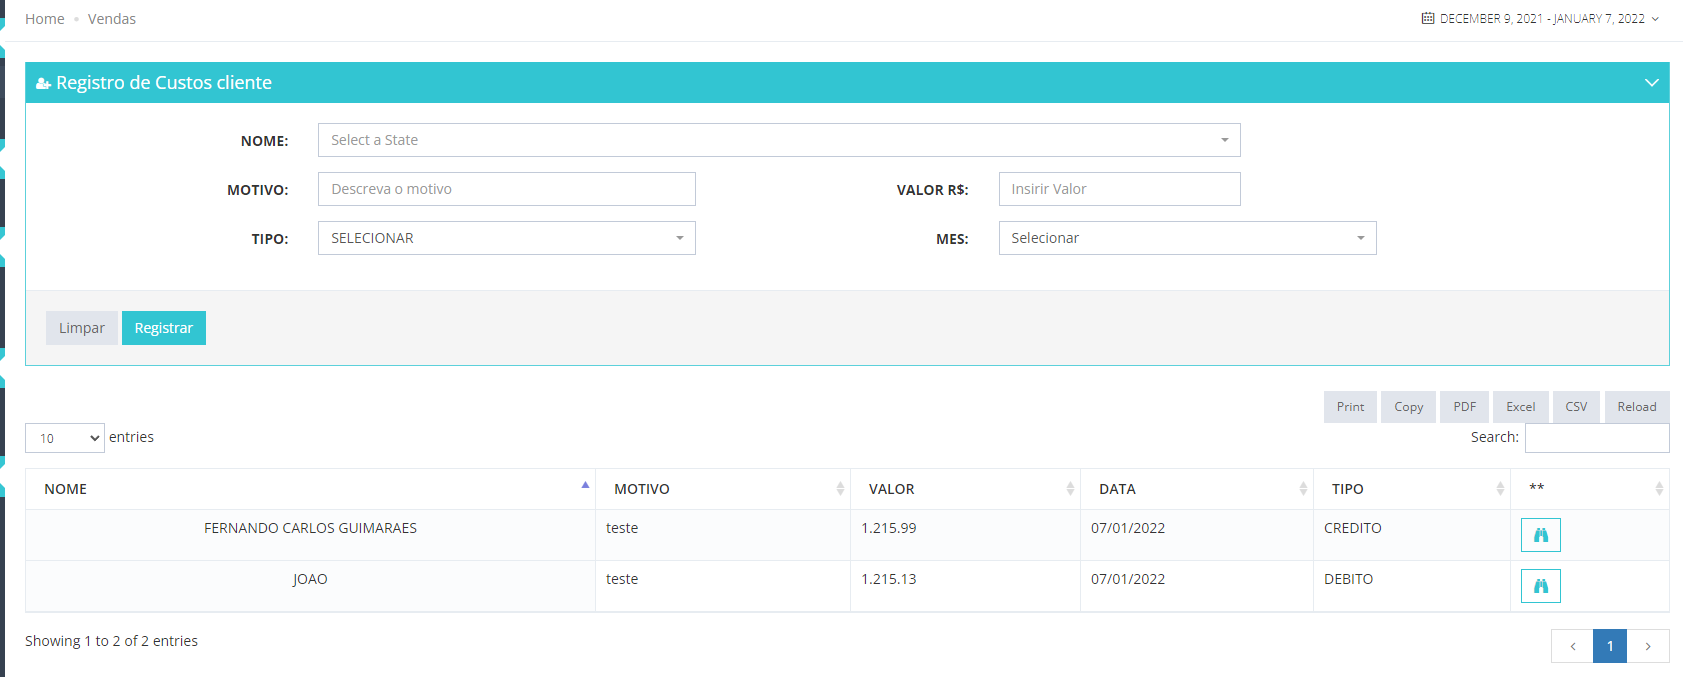 Home • Vendas
DECEMBER 9, 2021 - JANUARY 7, 2022
Registro de Custos cliente
NOME: Select a State
MOTIVO: Descreva o motivo VALOR R$: Insirir Valor
TIPO: SELECIONAR MES: Selecionar
Limpar Registrar
Print Copy PDF Excel CSV Reload
10 entries Search:
NOME MOTIVO VALOR DATA TIPO **
FERNANDO CARLOS GUIMARAES teste 1.215.99 07/01/2022 CREDITO
JOAO teste 1.215.13 07/01/2022 DEBITO
Showing 1 to 2 of 2 entries
‹ 1 ›